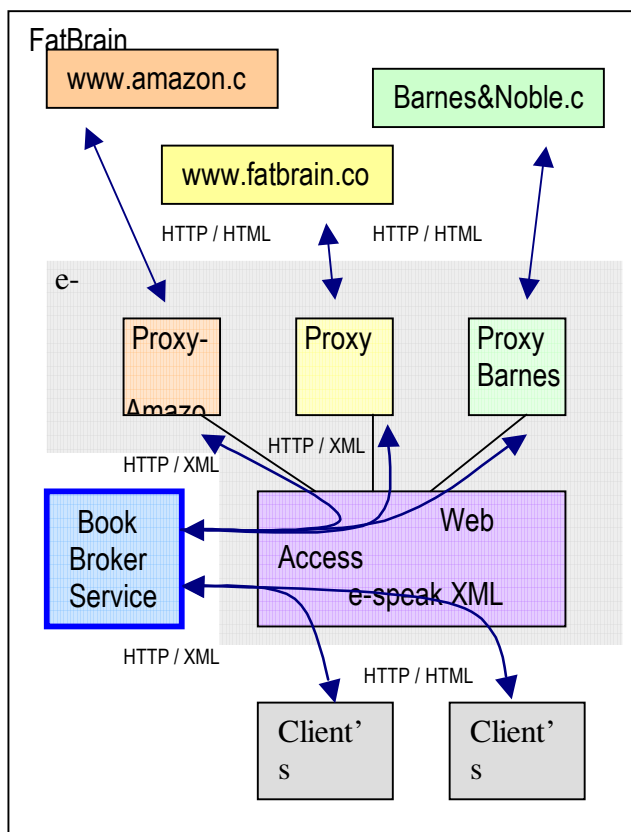 FatBrain
www.amazon.c
Barnes&Noble.c
www.fatbrain.co
HTTP / HTML
HTTP / HTML
e-
Proxy-
Amazo
Proxy
Proxy
Barnes
HTTP / XML
HTTP / XML
Book
Broker
Service
Web
Access
e-speak XML
HTTP / XML
HTTP / HTML
Client’
s
Client’
s